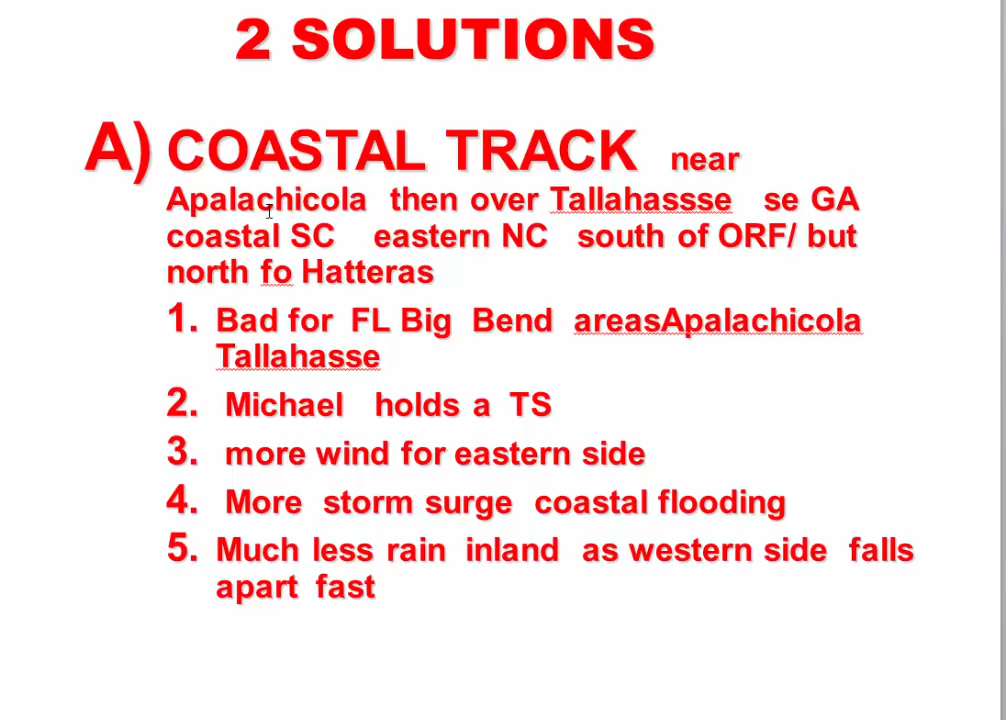 2 SOLUTIONS
A) COASTAL TRACK near
Apalachicola then over Tallahassse se GA
coastal SC eastern NC south of ORF/ but
north fo Hatteras
1. Bad for FL Big Bend areasApalachicola
Tallahasse
2. Michael holds a TS
3. more wind for eastern side
4. More storm surge coastal flooding
5. Much less rain inland as western side falls
apart fast